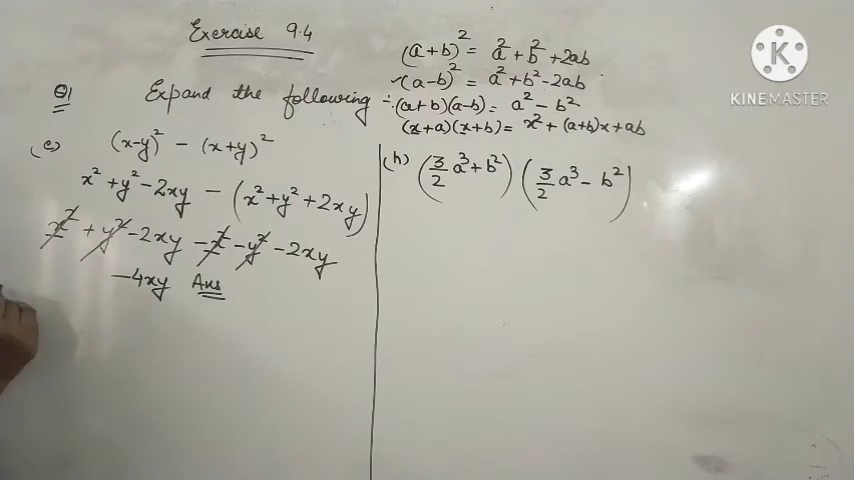 Exercise 9.4
(a+b)² = a² + b² + 2ab
(a-b)² = a² + b² - 2ab
Q1 Expand the following :-
(a+b)(a-b) = a² - b²
(x+a)(x+b) = x² + (a+b)x + ab
(e) (x-y)² - (x+y)²
x² + y² - 2xy - (x² + y² + 2xy)
x² + y² - 2xy - x² - y² - 2xy
-4xy Ans
(h) (3/2 a³ + b²) (3/2 a³ - b²)
KINEMASTER